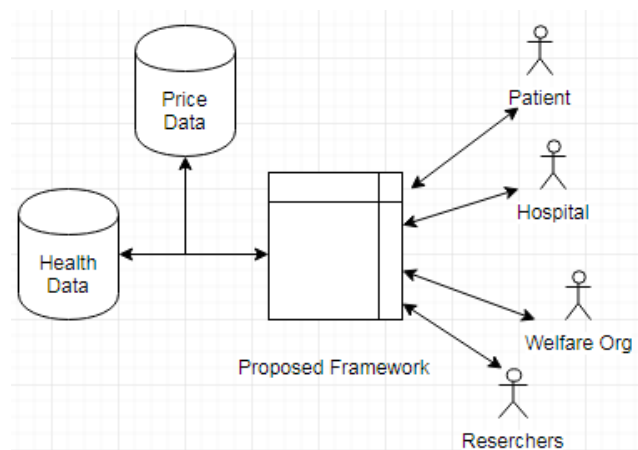 Price
Data
Patient
Hospital
Health
Data
Welfare Org
Proposed Framework
Reserchers